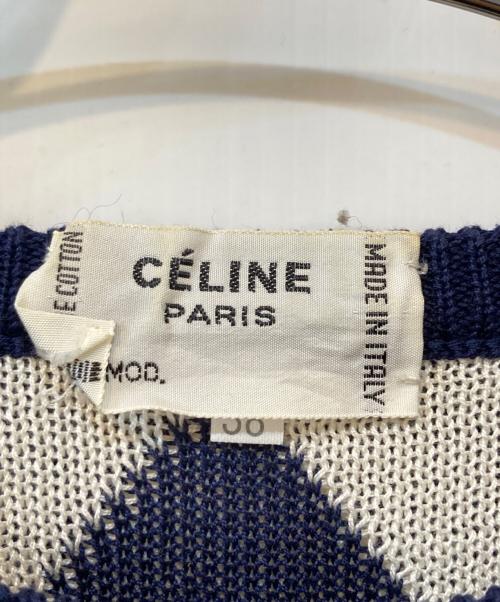 CÉLINE
PARIS
E COTTON
MADE IN ITALY
MOD.